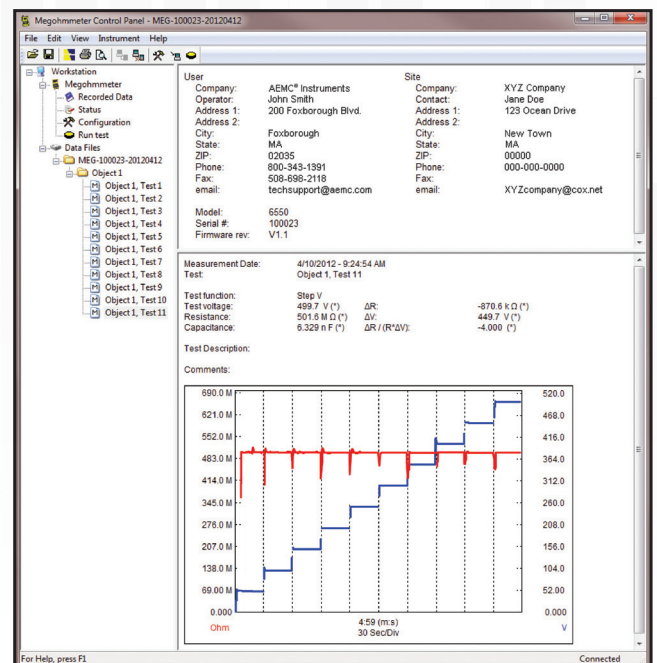 Megohmmeter Control Panel - MEG-100023-20120412
File Edit View Instrument Help
Workstation
Megohmmeter
Recorded Data
Status
Configuration
Run test
Data Files
MEG-100023-20120412
Object 1
Object 1, Test 1
Object 1, Test 2
Object 1, Test 3
Object 1, Test 4
Object 1, Test 5
Object 1, Test 6
Object 1, Test 7
Object 1, Test 8
Object 1, Test 9
Object 1, Test 10
Object 1, Test 11
User Site
Company: AEMC® Instruments Company: XYZ Company
Operator: John Smith Contact: Jane Doe
Address 1: 200 Foxborough Blvd. Address 1: 123 Ocean Drive
Address 2: Address 2:
City: Foxborough City: New Town
State: MA State: MA
ZIP: 02035 ZIP: 00000
Phone: 800-343-1391 Phone: 000-000-0000
Fax: 508-698-2118 Fax:
email: techsupport@aemc.com email: XYZcompany@cox.net
Model: 6550
Serial #: 100023
Firmware rev: V1.1
Measurement Date: 4/10/2012 - 9:24:54 AM
Test: Object 1, Test 11
Test function: Step V
Test voltage: 499.7 V (*) ΔR: -870.6 k Ω (*)
Resistance: 501.6 M Ω (*) ΔV: 449.7 V (*)
Capacitance: 6.329 n F (*) ΔR / (R*ΔV): -4.000 (*)
Test Description:
Comments:
690.0 M 520.0
621.0 M 468.0
552.0 M 416.0
483.0 M 364.0
414.0 M 312.0
345.0 M 260.0
276.0 M 208.0
207.0 M 156.0
138.0 M 104.0
69.00 M 52.00
0.000 0.000
Ohm 4:59 (m:s) V
30 Sec/Div
For Help, press F1 Connected